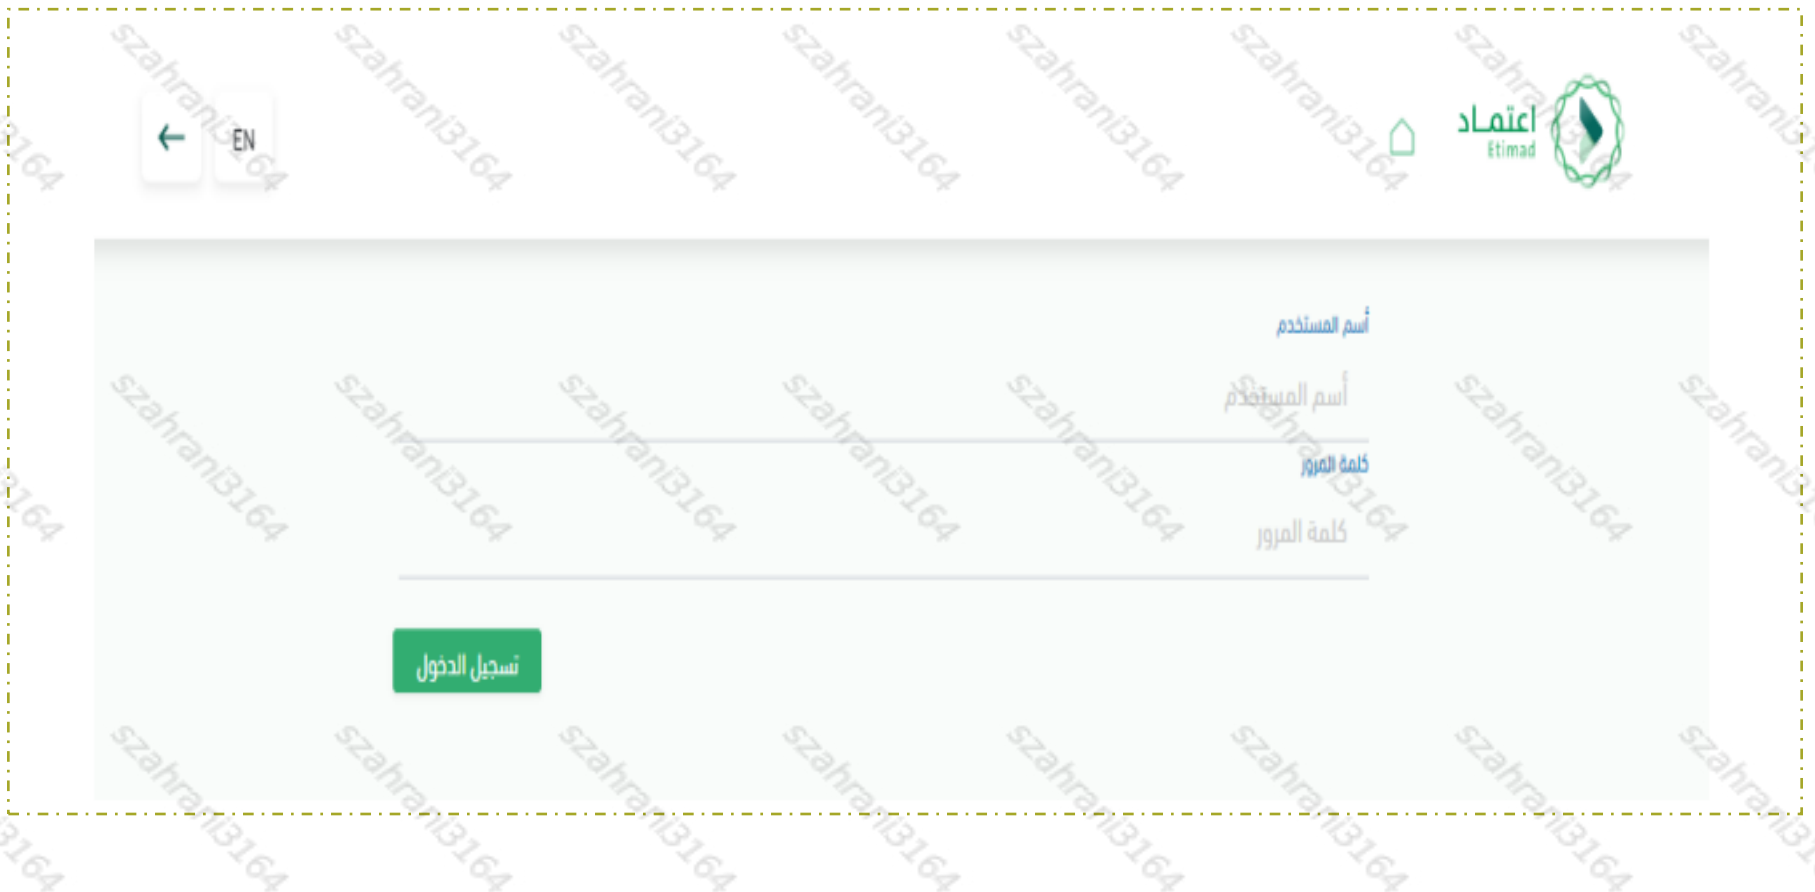 اعتماد
Etimad
EN
أسم المستخدم
أسم المستخدم
كلمة المرور
كلمة المرور
تسجيل الدخول
szahrani3164